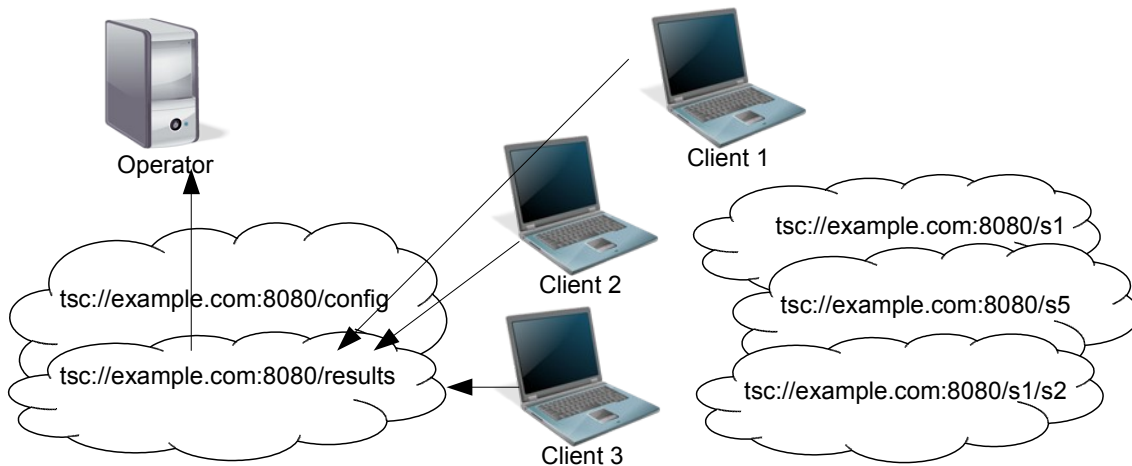 Operator
Client 1
tsc://example.com:8080/s1
Client 2
tsc://example.com:8080/config
tsc://example.com:8080/s5
tsc://example.com:8080/results
tsc://example.com:8080/s1/s2
Client 3